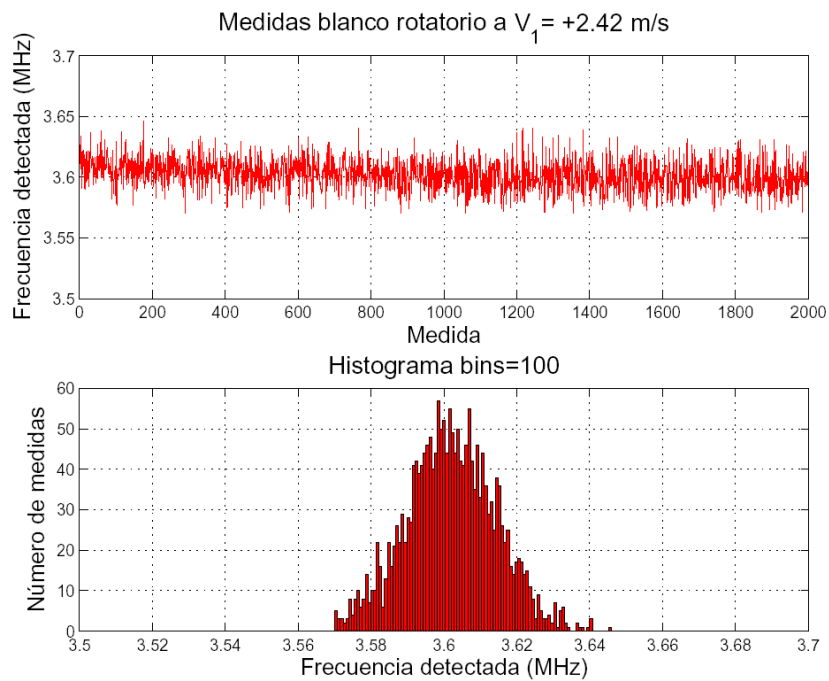 Medidas blanco rotatorio a V1= +2.42 m/s
Frecuencia detectada (MHz)
3.7
3.65
3.6
3.55
3.5
0 200 400 600 800 1000 1200 1400 1600 1800 2000
Medida
Histograma bins=100
Número de medidas
60
50
40
30
20
10
0
3.5 3.52 3.54 3.56 3.58 3.6 3.62 3.64 3.66 3.68 3.7
Frecuencia detectada (MHz)